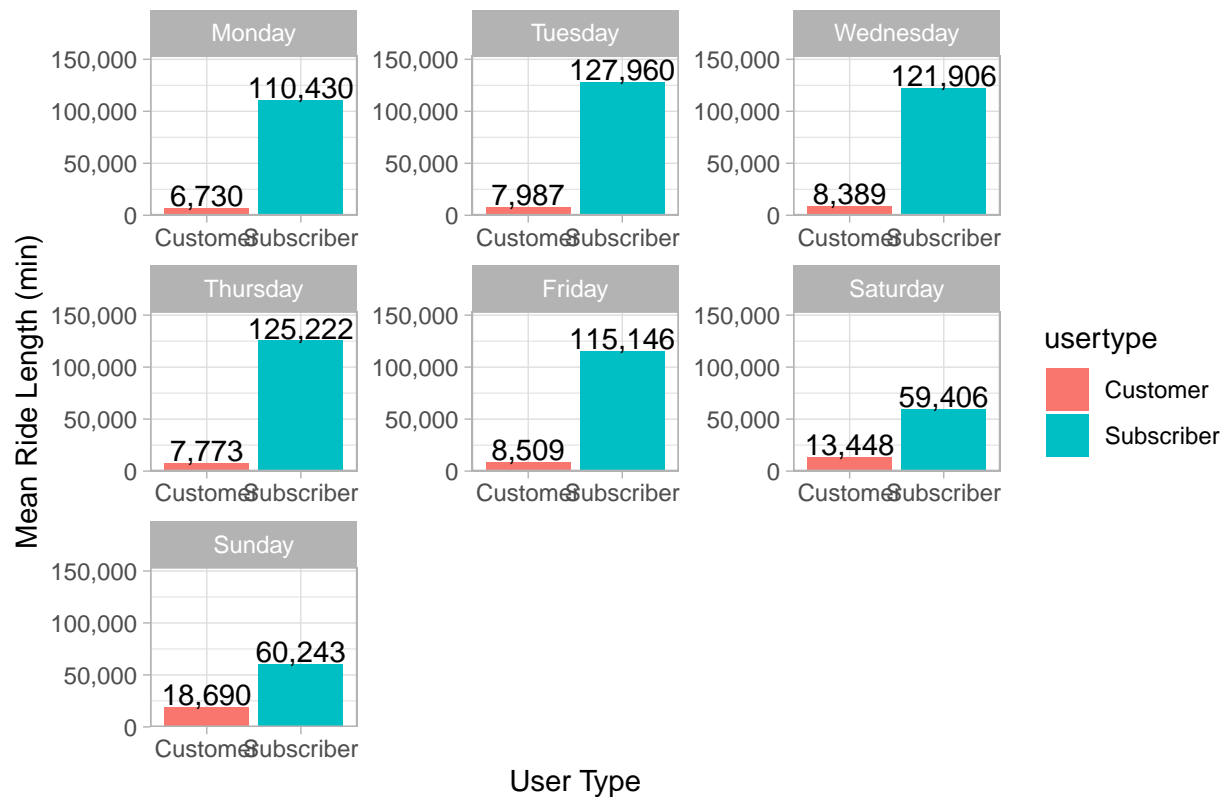 Mean Ride Length (min)
Monday
Tuesday
Wednesday
150,000
100,000
50,000
0
6,730
110,430
Customer
Subscriber
150,000
100,000
50,000
0
7,987
127,960
Customer
Subscriber
150,000
100,000
50,000
0
8,389
121,906
Customer
Subscriber
Thursday
Friday
Saturday
150,000
100,000
50,000
0
7,773
125,222
Customer
Subscriber
150,000
100,000
50,000
0
8,509
115,146
Customer
Subscriber
150,000
100,000
50,000
0
13,448
59,406
Customer
Subscriber
Sunday
150,000
100,000
50,000
0
18,690
60,243
Customer
Subscriber
User Type
usertype
Customer
Subscriber